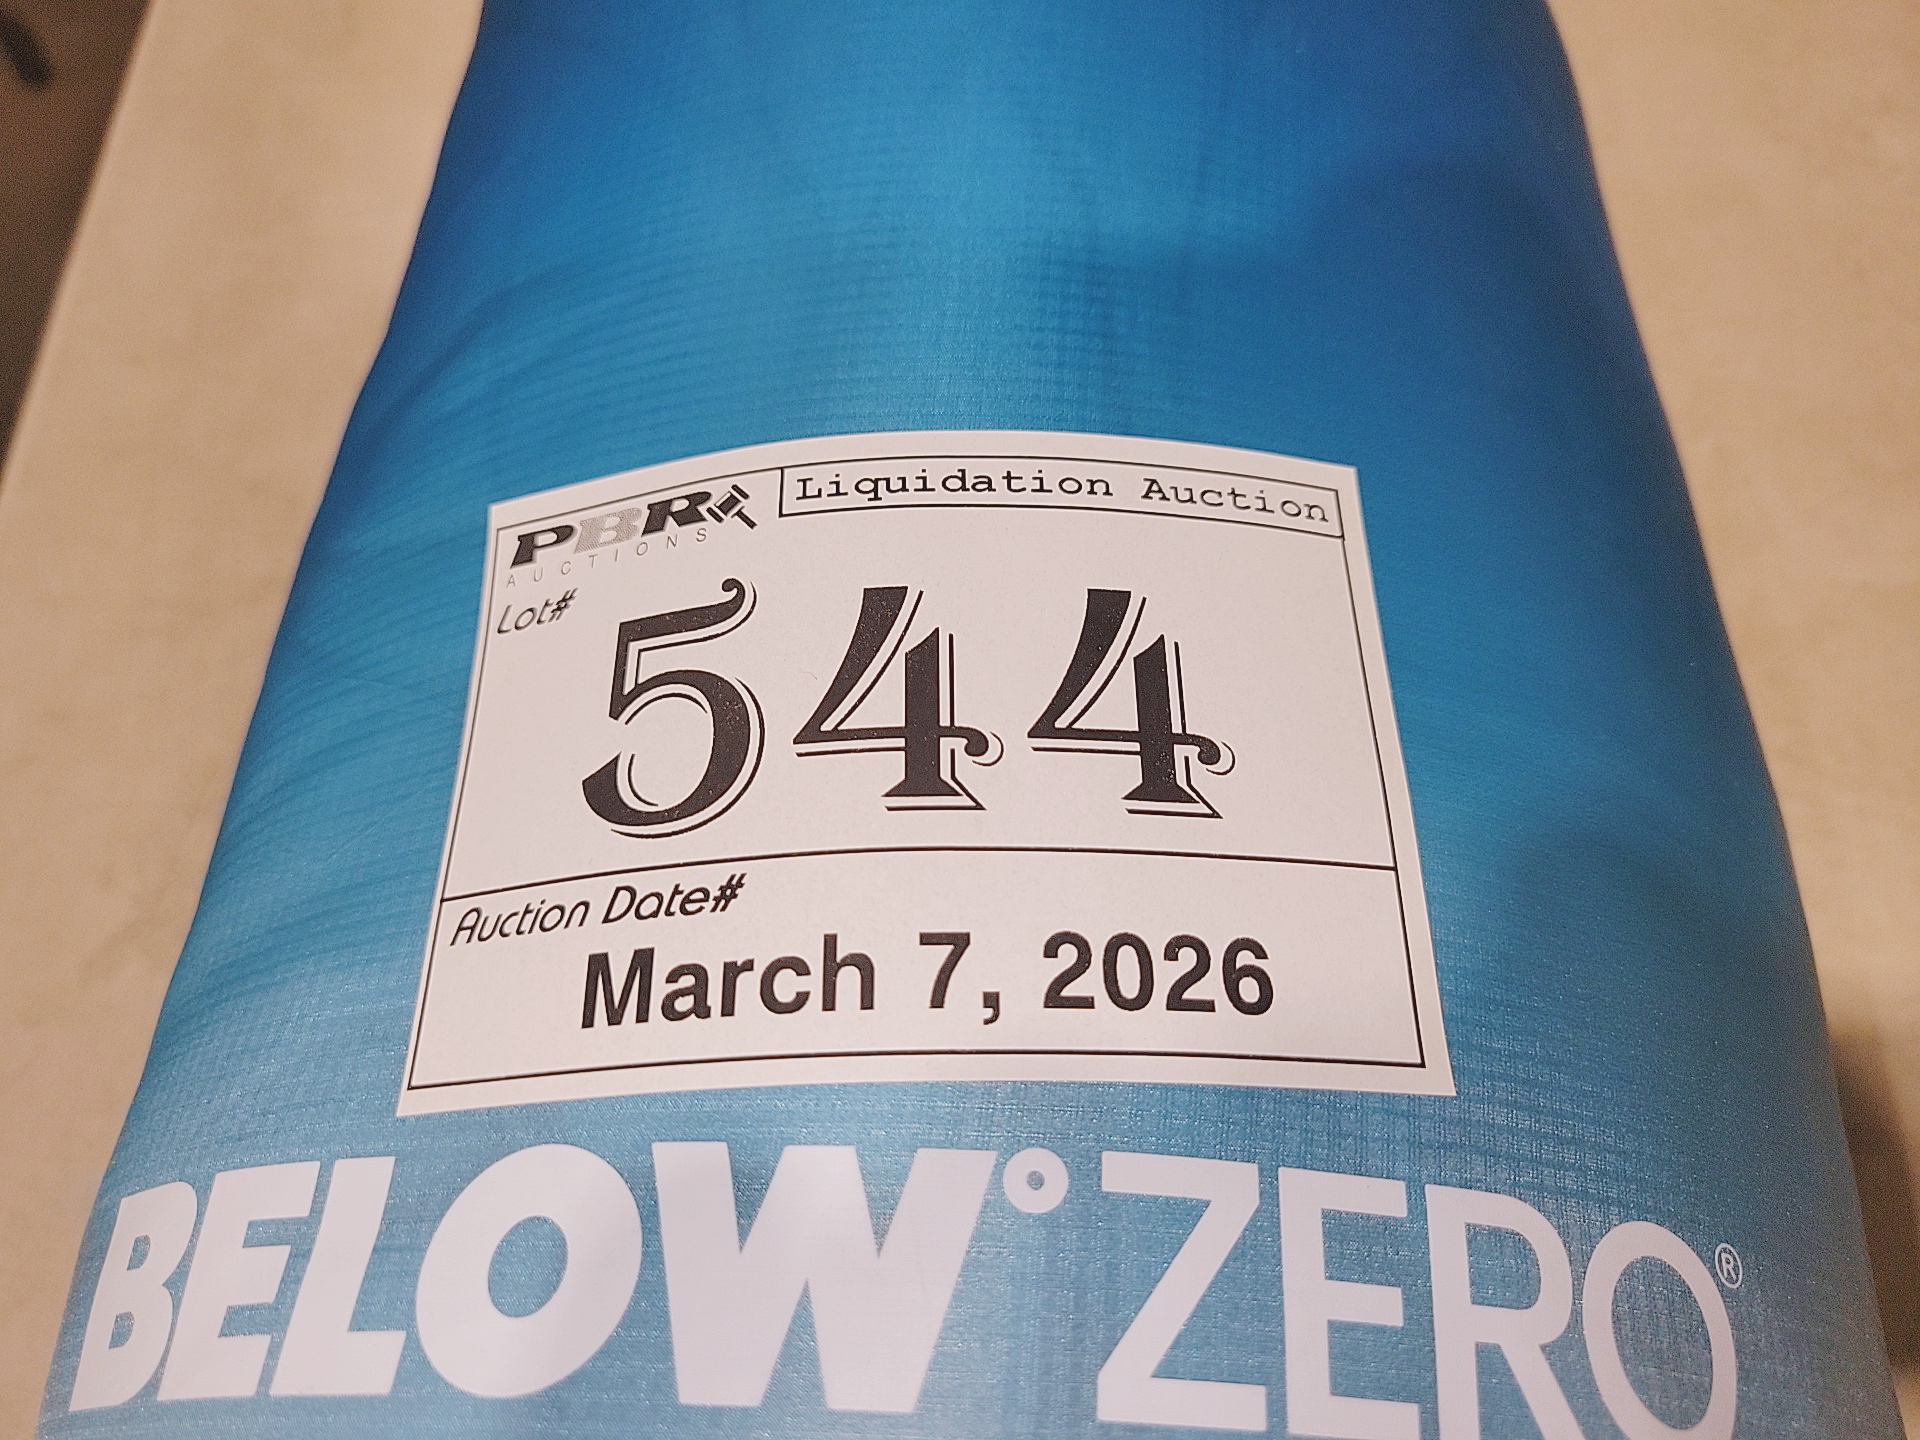 PBR
AUCTIONS
Liquidation Auction
Lot#
544
Auction Date#
March 7, 2026
BELOW° ZERO®